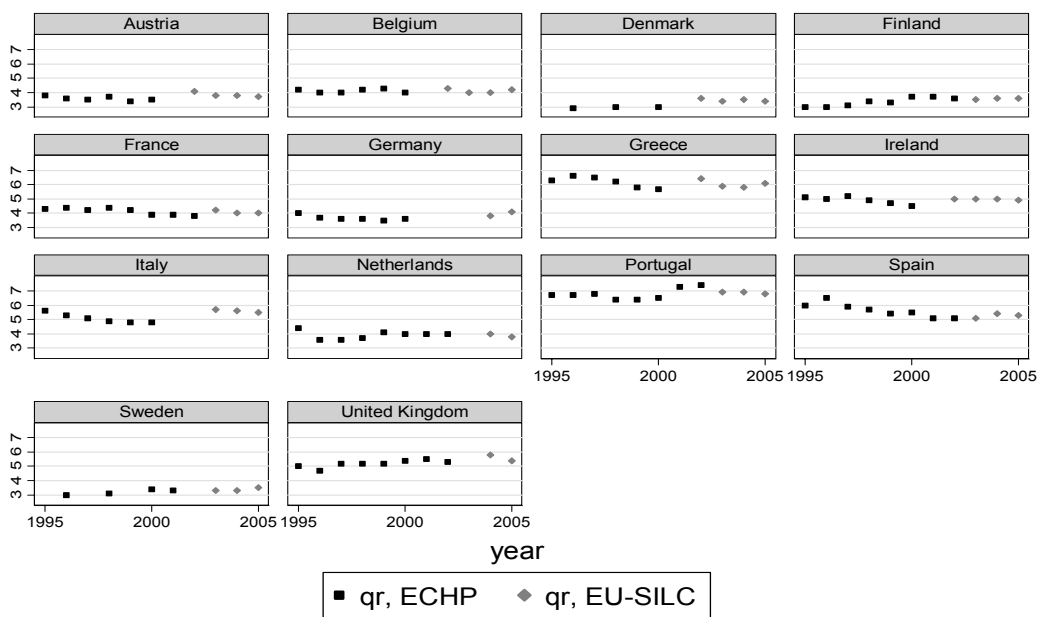 Austria Belgium Denmark Finland
7
6
5
4
3
France Germany Greece Ireland
7
6
5
4
3
Italy Netherlands Portugal Spain
7
6
5
4
3
1995 2000 2005 1995 2000 2005
Sweden United Kingdom
7
6
5
4
3
1995 2000 2005 1995 2000 2005
year
qr, ECHP qr, EU-SILC